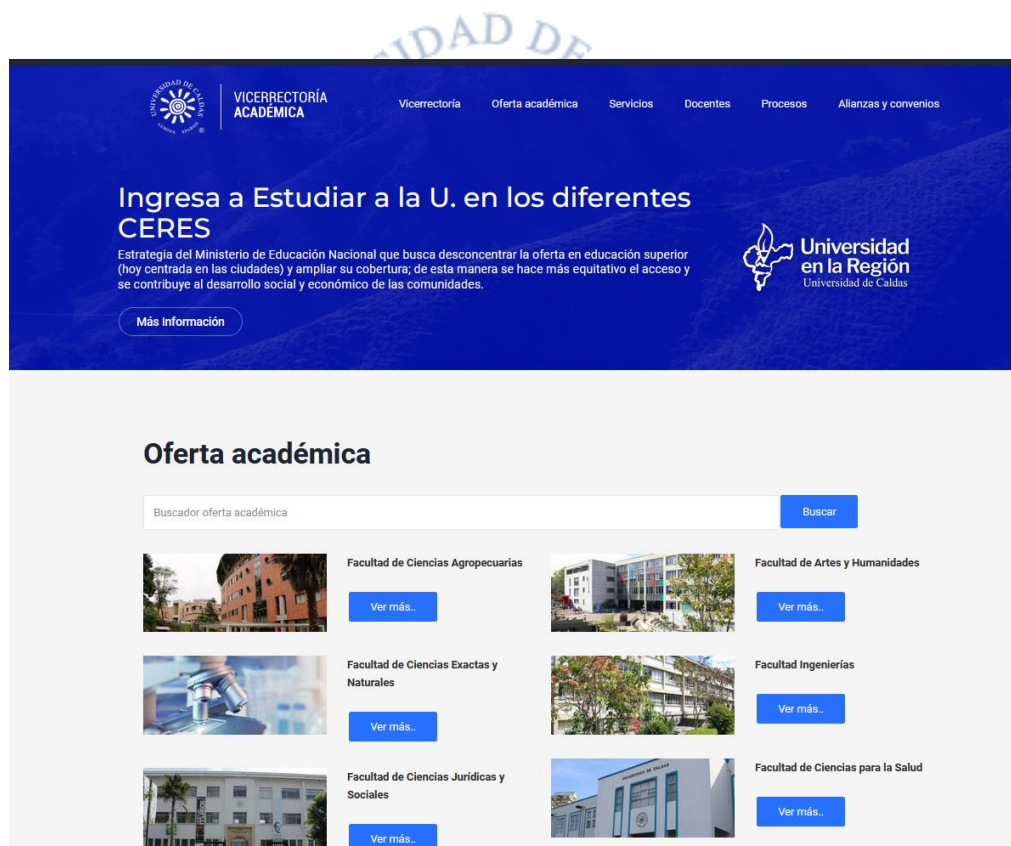 UNIVERSIDAD DE CALDAS
VICERRECTORÍA
ACADÉMICA
Vicerrectoría
Oferta académica
Servicios
Docentes
Procesos
Alianzas y convenios
Ingresa a Estudiar a la U. en los diferentes
CERES
Estrategia del Ministerio de Educación Nacional que busca desconcentrar la oferta en educación superior
(hoy centrada en las ciudades) y ampliar su cobertura; de esta manera se hace más equitativo el acceso y
se contribuye al desarrollo social y económico de las comunidades.
Más Información
Universidad
en la Región
Universidad de Caldas
Oferta académica
Buscador oferta académica
Buscar
Facultad de Ciencias Agropecuarias
Ver más..
Facultad de Artes y Humanidades
Ver más..
Facultad de Ciencias Exactas y
Naturales
Ver más..
Facultad Ingenierías
Ver más..
Facultad de Ciencias Jurídicas y
Sociales
Ver más..
UNIVERSIDAD DE CALDAS
Facultad de Ciencias para la Salud
Ver más..